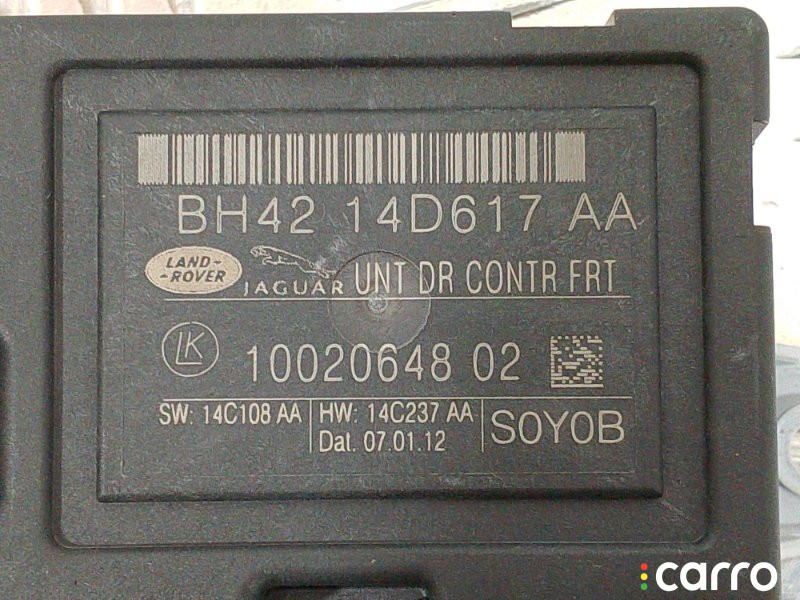 BH42 14D617 AA
LAND-
-ROVER
JAGUAR UNT DR CONTR FRT
LK
10020648 02
SW: 14C108 AA HW: 14C237 AA
Dat. 07.01.12
SOYOB
carro